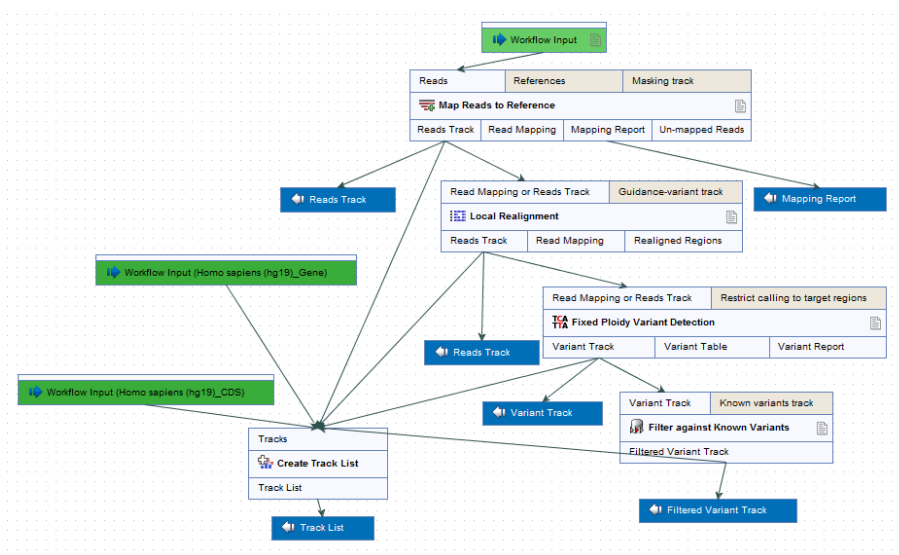 Workflow Input
Reads References Masking track
Map Reads to Reference
Reads Track Read Mapping Mapping Report Un-mapped Reads
Reads Track
Mapping Report
Read Mapping or Reads Track Guidance-variant track
Local Realignment
Reads Track Read Mapping Realigned Regions
Workflow Input (Homo sapiens (hg19)_Gene)
Read Mapping or Reads Track Restrict calling to target regions
TCA TTA Fixed Ploidy Variant Detection
Variant Track Variant Table Variant Report
Reads Track
Workflow Input (Homo sapiens (hg19)_CDS)
Variant Track
Variant Track Known variants track
Filter against Known Variants
Filtered Variant Track
Tracks
Create Track List
Track List
Filtered Variant Track
Track List